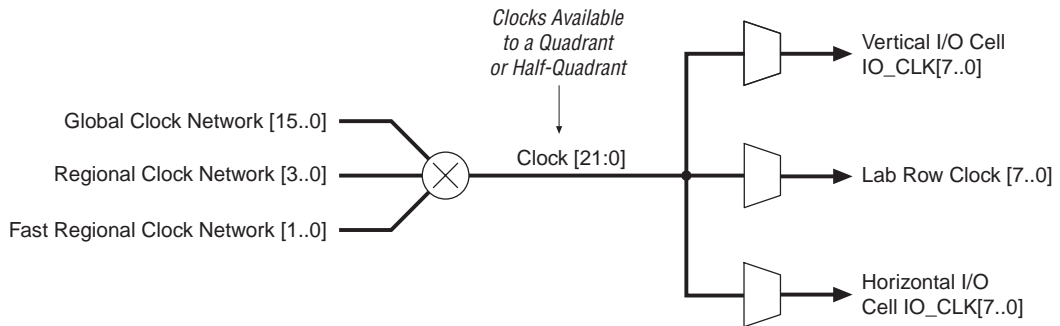 Clocks Available
to a Quadrant
or Half-Quadrant
Vertical I/O Cell
IO_CLK[7..0]
Global Clock Network [15..0]
Clock [21:0]
Regional Clock Network [3..0]
Lab Row Clock [7..0]
Fast Regional Clock Network [1..0]
Horizontal I/O
Cell IO_CLK[7..0]